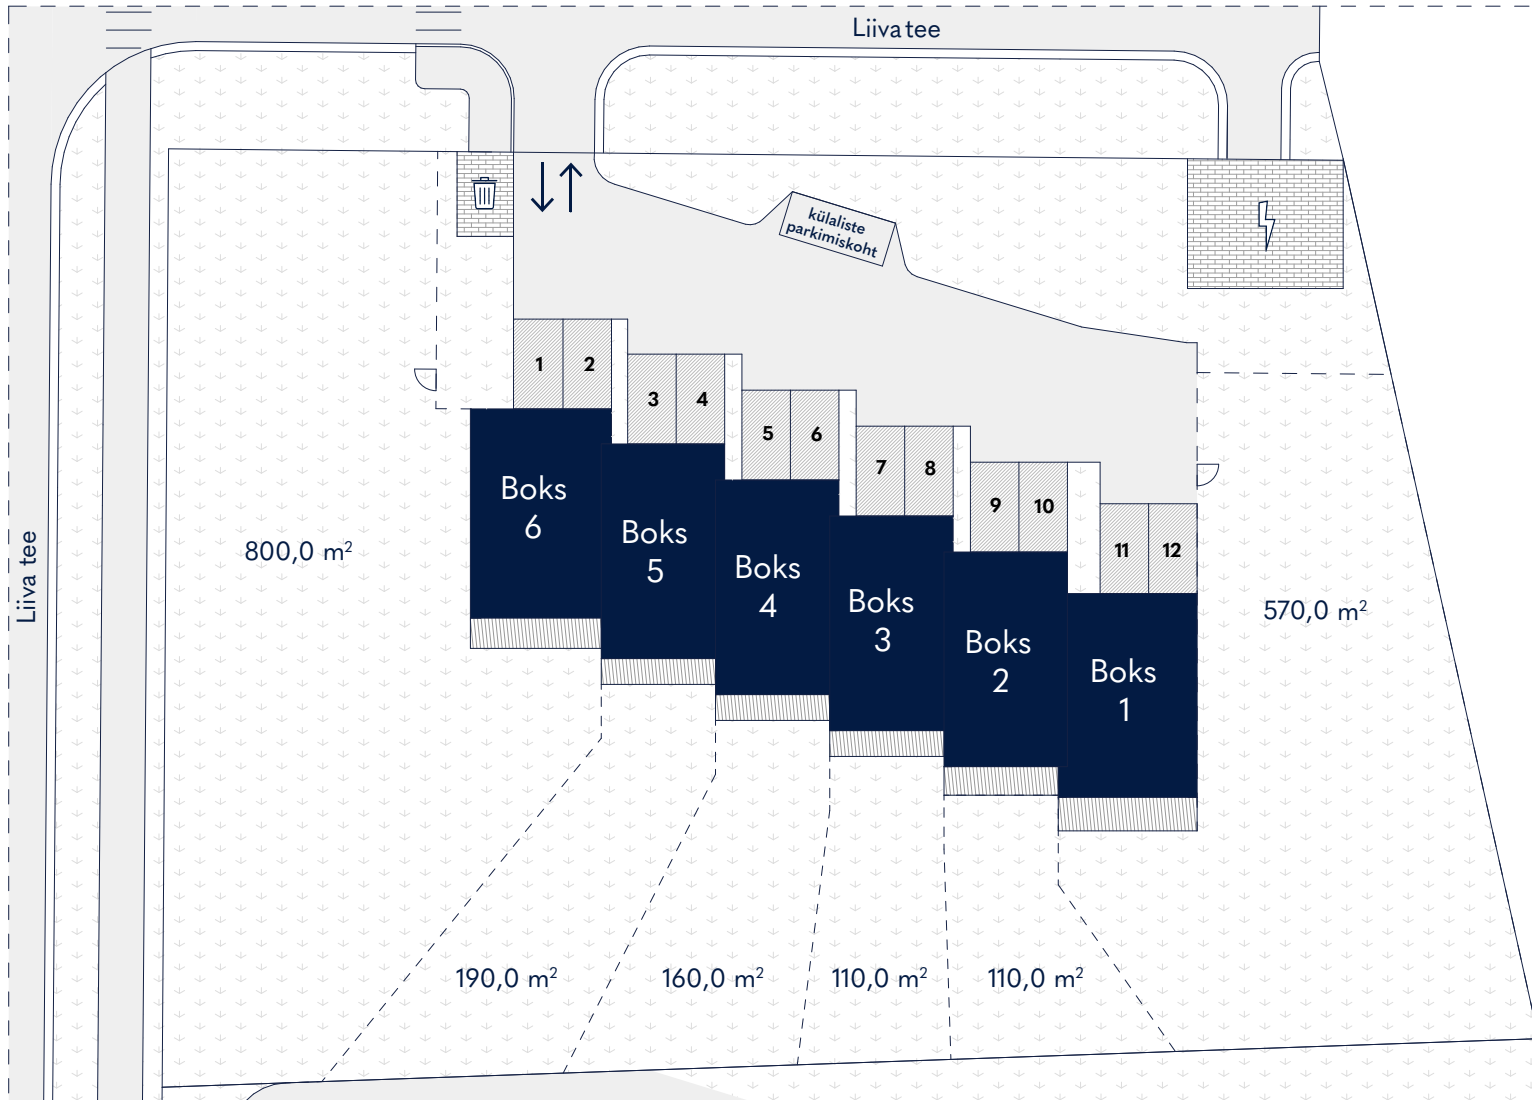 Liiva tee
külaliste
parkimiskoht
1
2
3
4
5
6
7
8
9
10
11
12
Boks
6
Boks
5
Boks
4
Boks
3
Boks
2
Boks
1
800,0 m²
570,0 m²
Liiva tee
190,0 m²
160,0 m²
110,0 m²
110,0 m²